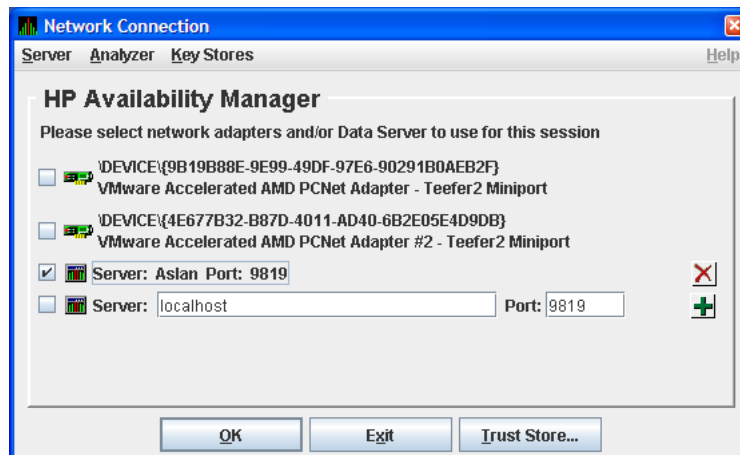 Network Connection
Server Analyzer Key Stores Help
HP Availability Manager
Please select network adapters and/or Data Server to use for this session
\DEVICE\{9B19B88E-9E99-49DF-97E6-90291B0AEB2F}
VMware Accelerated AMD PCNet Adapter - Teefer2 Miniport
\DEVICE\{4E677B32-B87D-4011-AD40-6B2E05E4D9DB}
VMware Accelerated AMD PCNet Adapter #2 - Teefer2 Miniport
Server: Aslan Port: 9819
Server: localhost Port: 9819
OK Exit Trust Store...